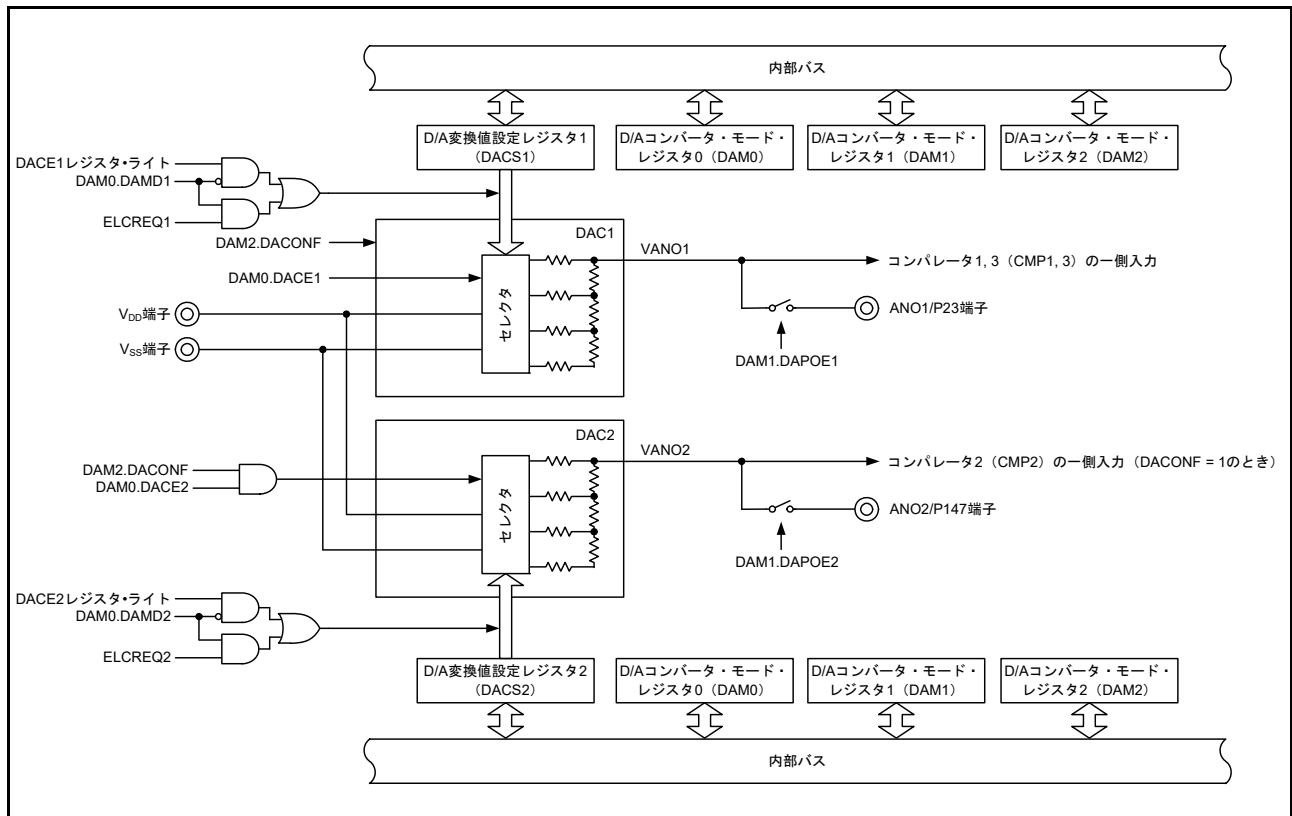 内部バス
D/A変換値設定レジスタ1
(DACS1)
D/Aコンバータ・モード・
レジスタ0(DAM0)
D/Aコンバータ・モード・
レジスタ1(DAM1)
D/Aコンバータ・モード・
レジスタ2(DAM2)
DACE1レジスタ・ライト
DAM0.DAMD1
ELCREQ1
DAM2.DACONF
DAM0.DACE1
VDD端子
VSS端子
DAC1
セレクタ
VANO1
コンパレータ1, 3(CMP1, 3)の－側入力
ANO1/P23端子
DAM1.DAPOE1
DAM2.DACONF
DAM0.DACE2
DAC2
セレクタ
VANO2
コンパレータ2(CMP2)の－側入力(DACONF = 1のとき)
ANO2/P147端子
DAM1.DAPOE2
DACE2レジスタ・ライト
DAM0.DAMD2
ELCREQ2
D/A変換値設定レジスタ2
(DACS2)
D/Aコンバータ・モード・
レジスタ0(DAM0)
D/Aコンバータ・モード・
レジスタ1(DAM1)
D/Aコンバータ・モード・
レジスタ2(DAM2)
内部バス